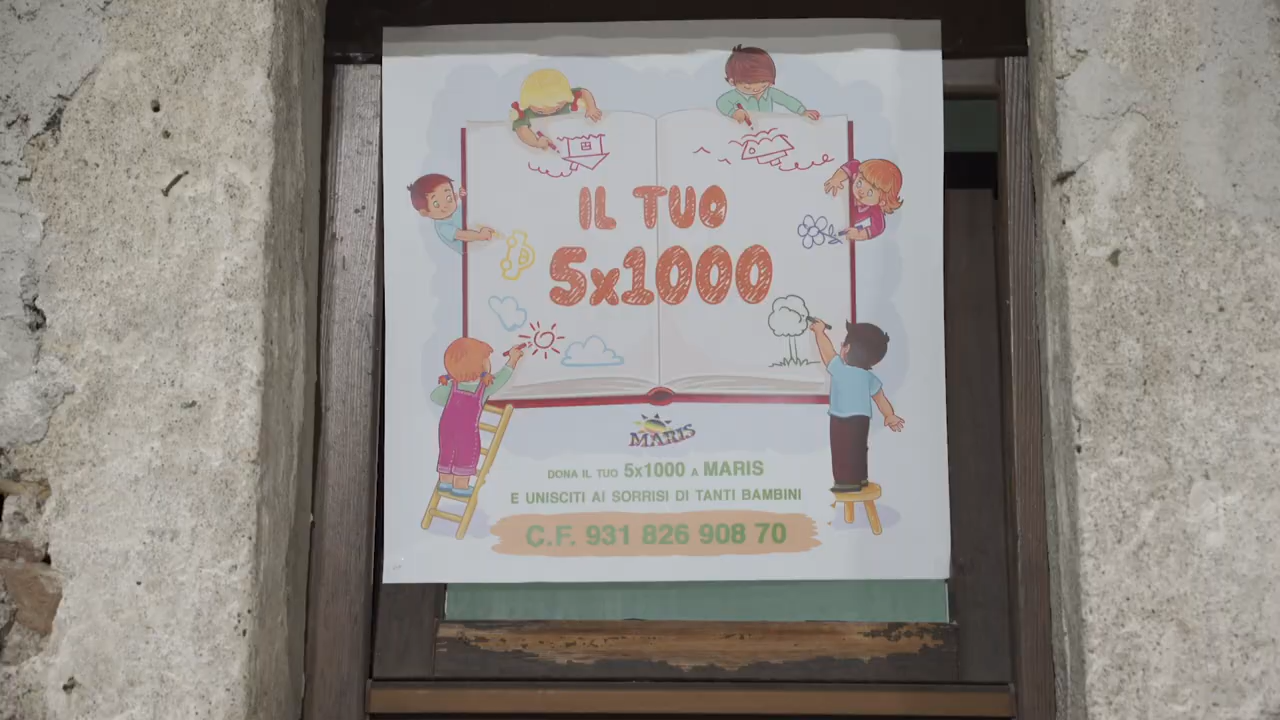 IL TUO
5x1000
MARIS
DONA IL TUO 5x1000 A MARIS
E UNISCITI AI SORRISI DI TANTI BAMBINI
C.F. 931 826 908 70